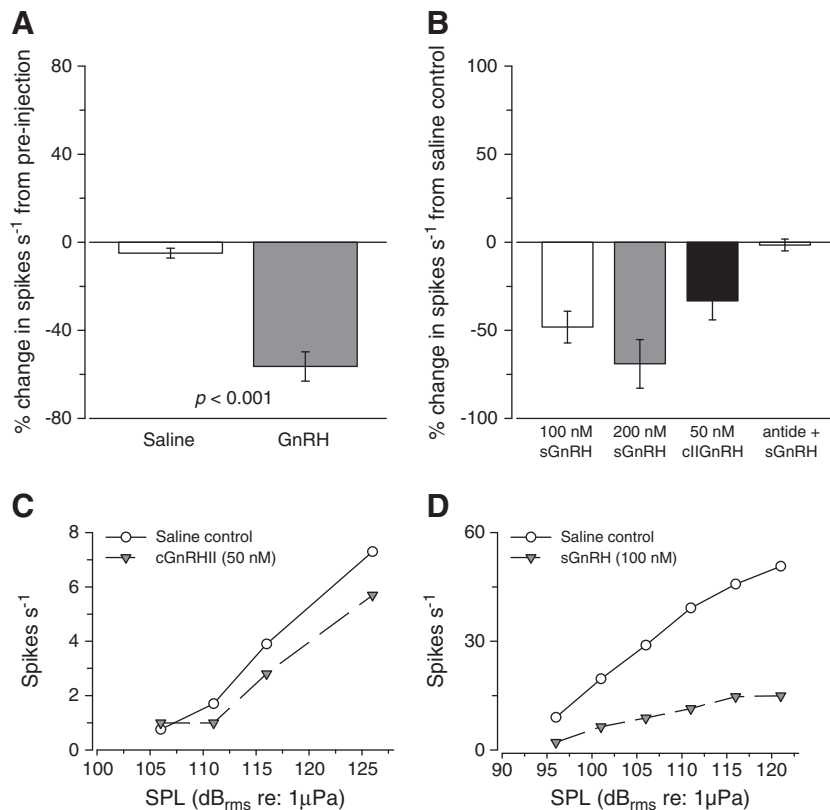 A
% change in spikes s⁻¹ from pre-injection
80
40
0
-40
-80
p < 0.001
Saline
GnRH
B
% change in spikes s⁻¹ from saline control
100
50
0
-50
-100
100 nM
sGnRH
200 nM
sGnRH
50 nM
cIIGnRH
antide +
sGnRH
C
Saline control
cGnRHII (50 nM)
Spikes s⁻¹
8
6
4
2
0
100
105
110
115
120
125
SPL (dBrms re: 1µPa)
D
Saline control
sGnRH (100 nM)
Spikes s⁻¹
60
30
0
90
95
100
105
110
115
120
SPL (dBrms re: 1µPa)